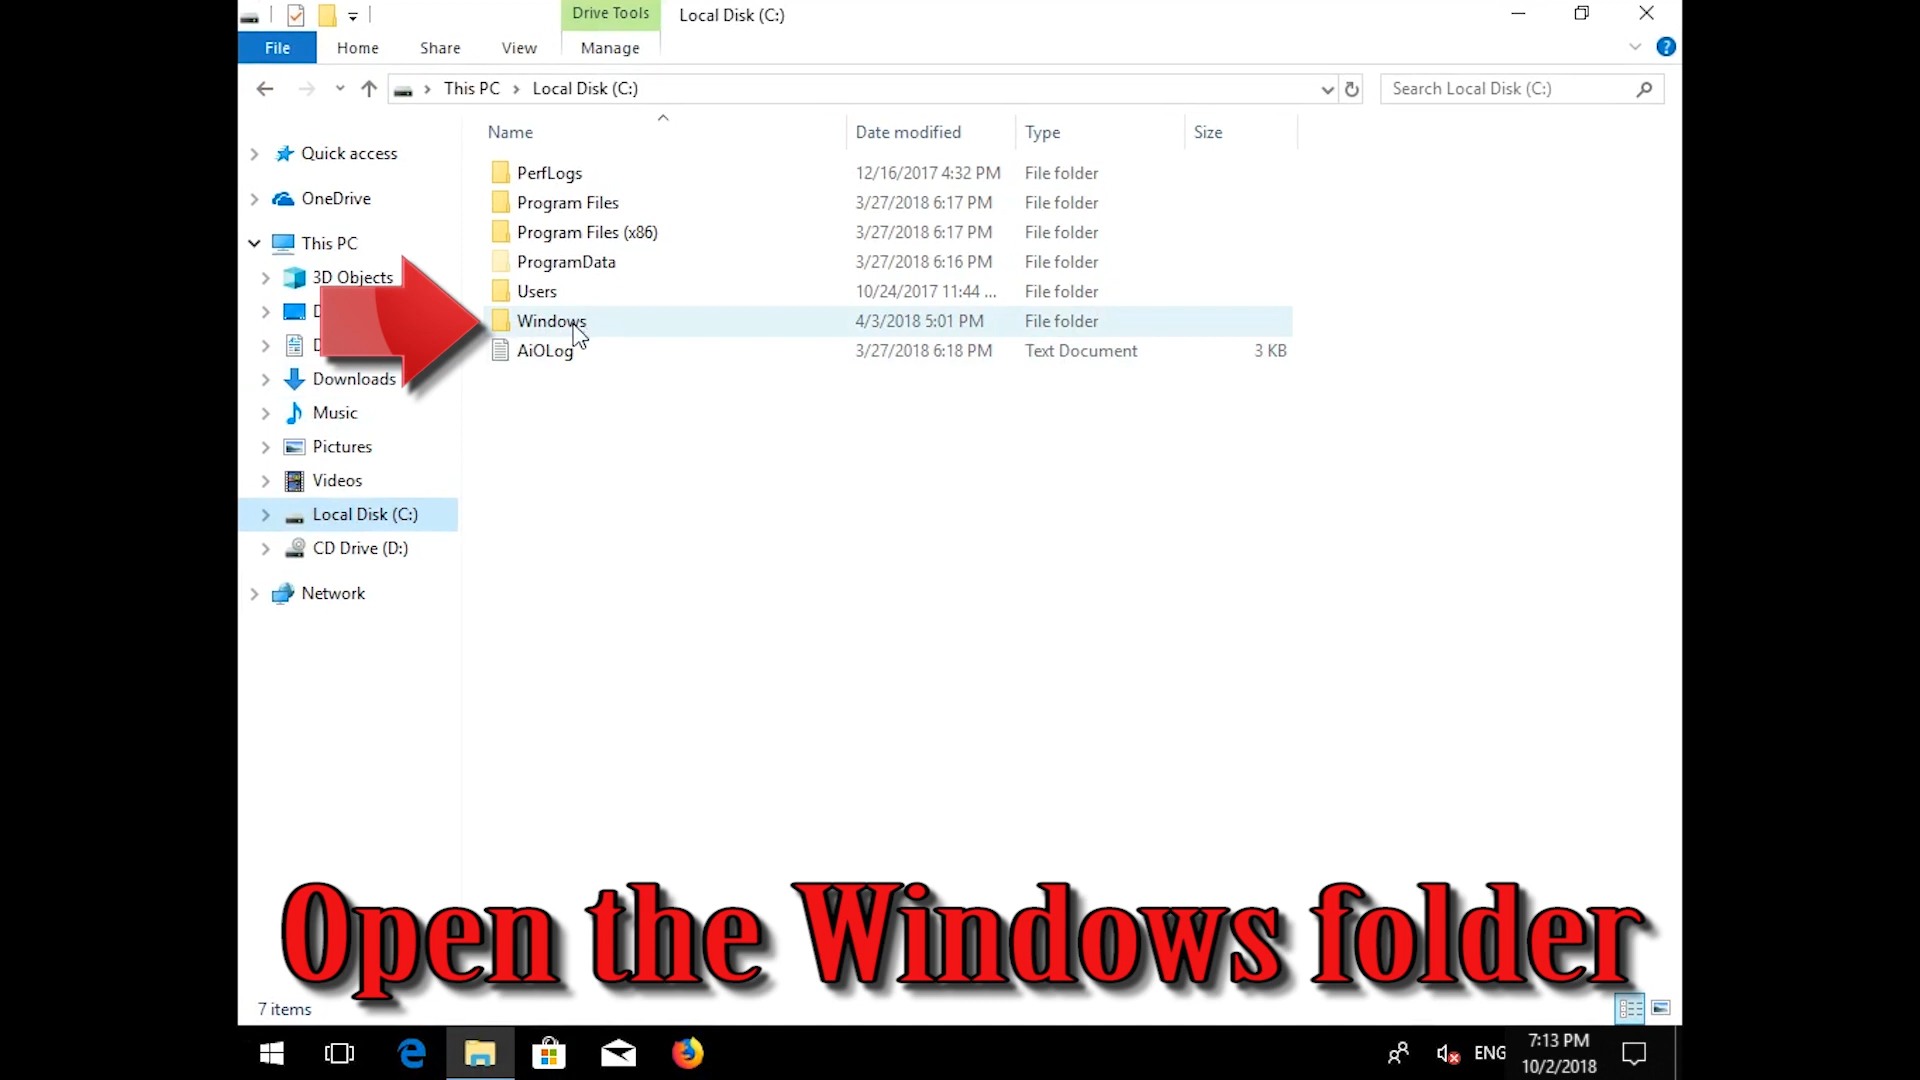 Drive Tools
Local Disk (C:)
File
Home
Share
View
Manage
This PC
Local Disk (C:)
Search Local Disk (C:)
Name
Date modified
Type
Size
Quick access
OneDrive
This PC
3D Objects
D
D
Downloads
Music
Pictures
Videos
Local Disk (C:)
CD Drive (D:)
Network
PerfLogs 12/16/2017 4:32 PM File folder
Program Files 3/27/2018 6:17 PM File folder
Program Files (x86) 3/27/2018 6:17 PM File folder
ProgramData 3/27/2018 6:16 PM File folder
Users 10/24/2017 11:44 ... File folder
Windows 4/3/2018 5:01 PM File folder
AiOLog 3/27/2018 6:18 PM Text Document 3 KB
Open the Windows folder
7 items
ENG
7:13 PM
10/2/2018